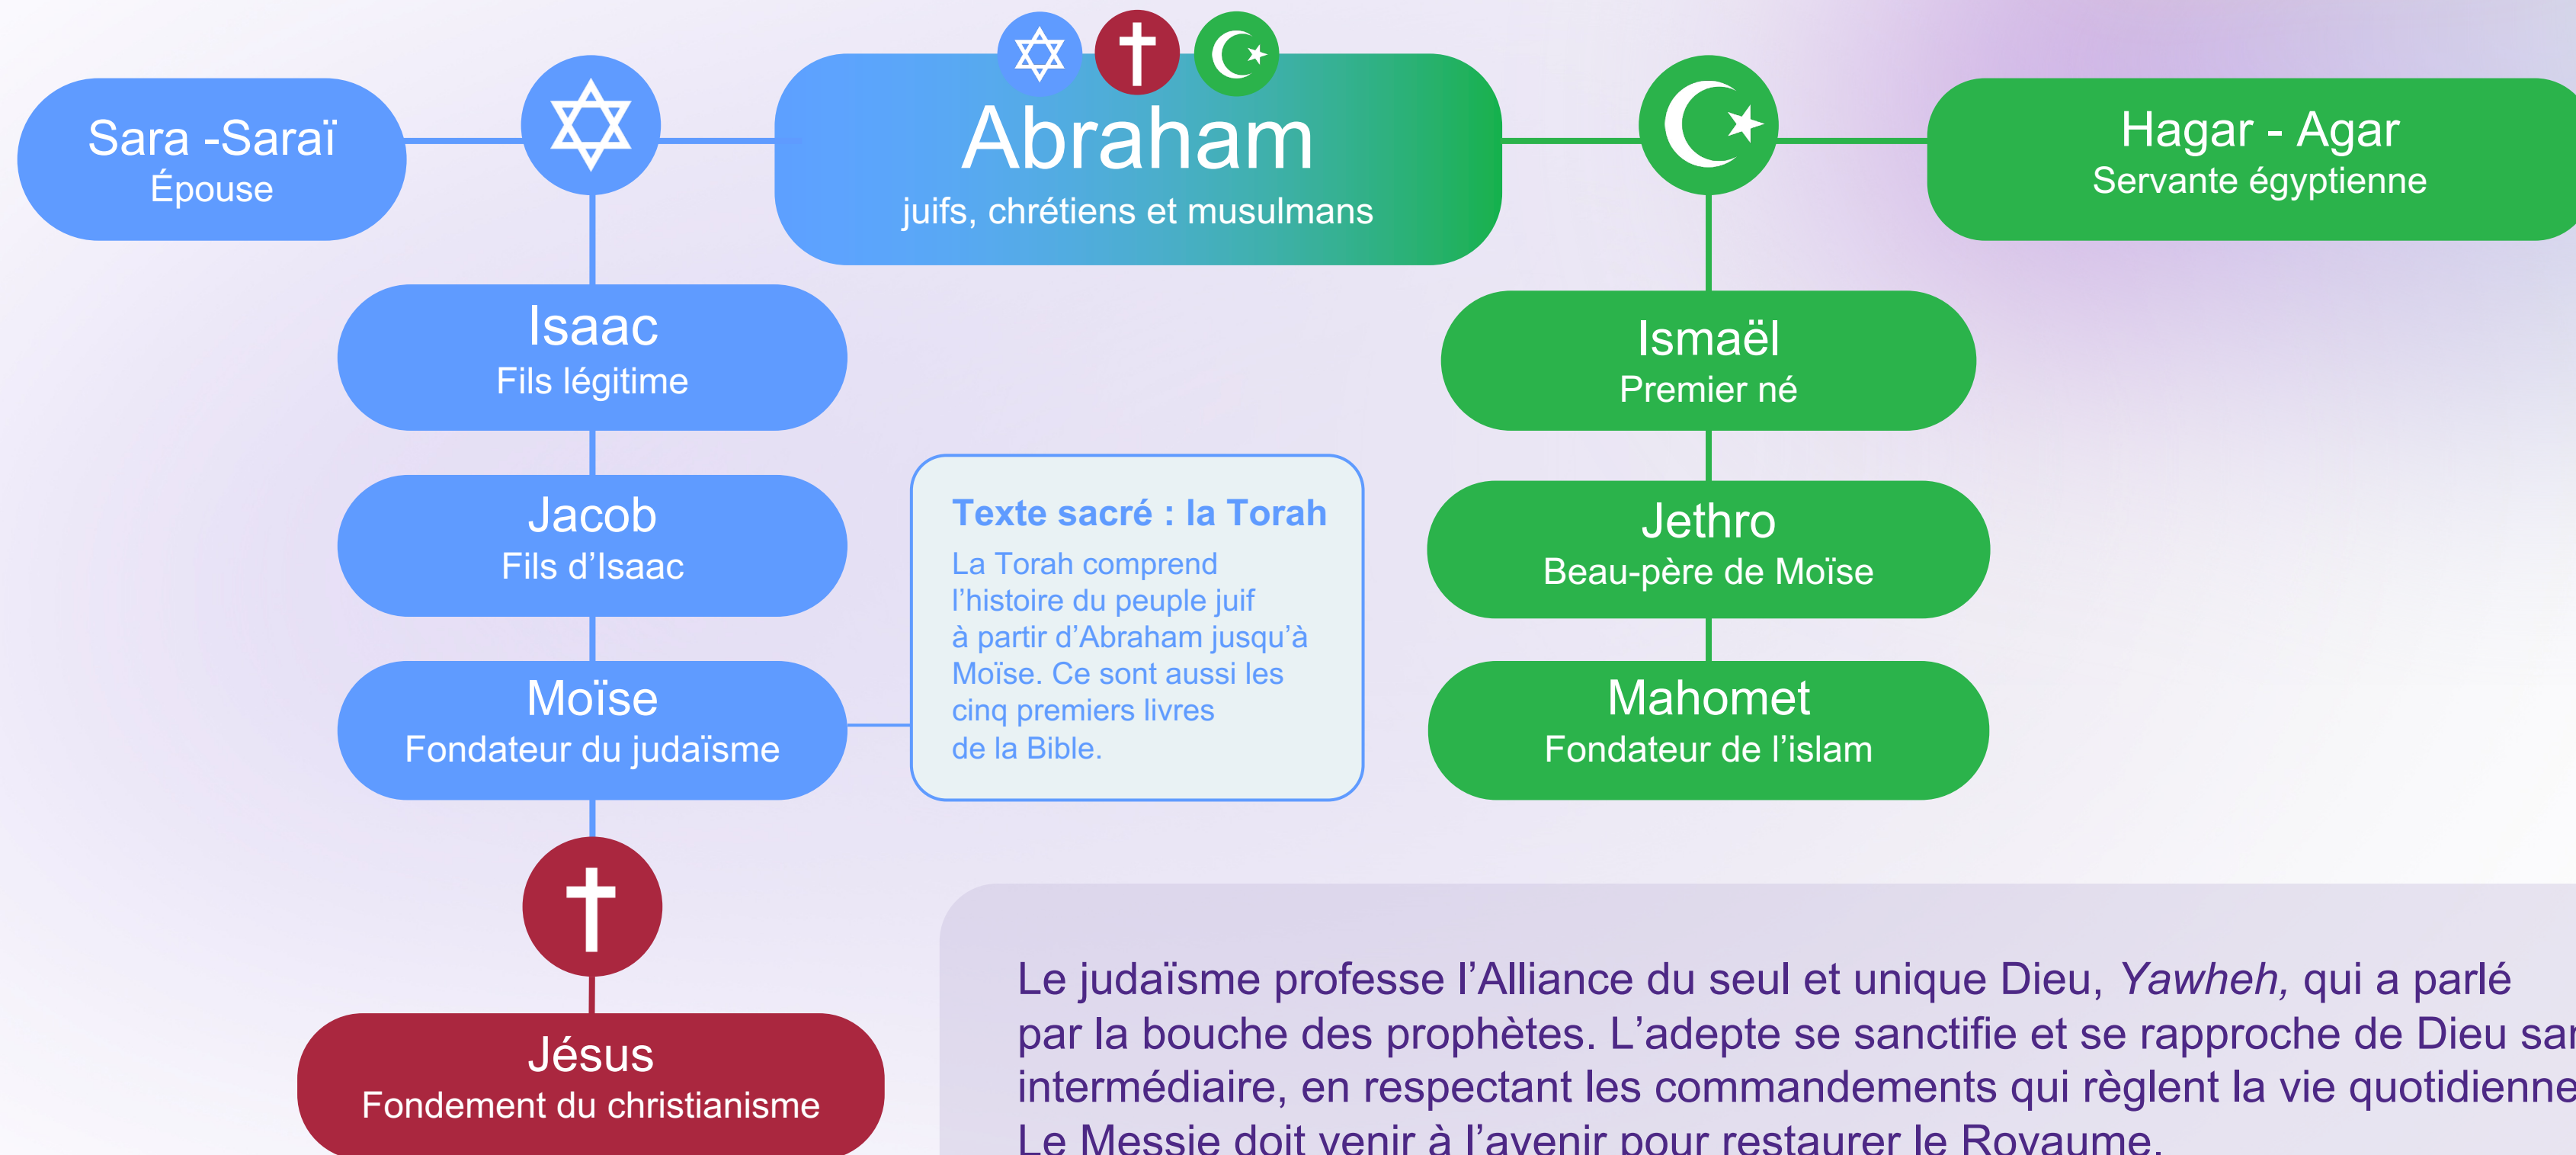 Sara -Saraï
Épouse
Abraham
juifs, chrétiens et musulmans
Hagar - Agar
Servante égyptienne
Isaac
Fils légitime
Ismaël
Premier né
Jacob
Fils d’Isaac
Texte sacré : la Torah
La Torah comprend
l’histoire du peuple juif
à partir d’Abraham jusqu’à
Moïse. Ce sont aussi les
cinq premiers livres
de la Bible.
Jethro
Beau-père de Moïse
Moïse
Fondateur du judaïsme
Mahomet
Fondateur de l’islam
Jésus
Fondement du christianisme
Le judaïsme professe l’Alliance du seul et unique Dieu, Yawheh, qui a parlé
par la bouche des prophètes. L’adepte se sanctifie et se rapproche de Dieu
intermédiaire, en respectant les commandements qui règlent la vie quotidienne
Le Messie doit venir à l’avenir pour restaurer le Royaume.